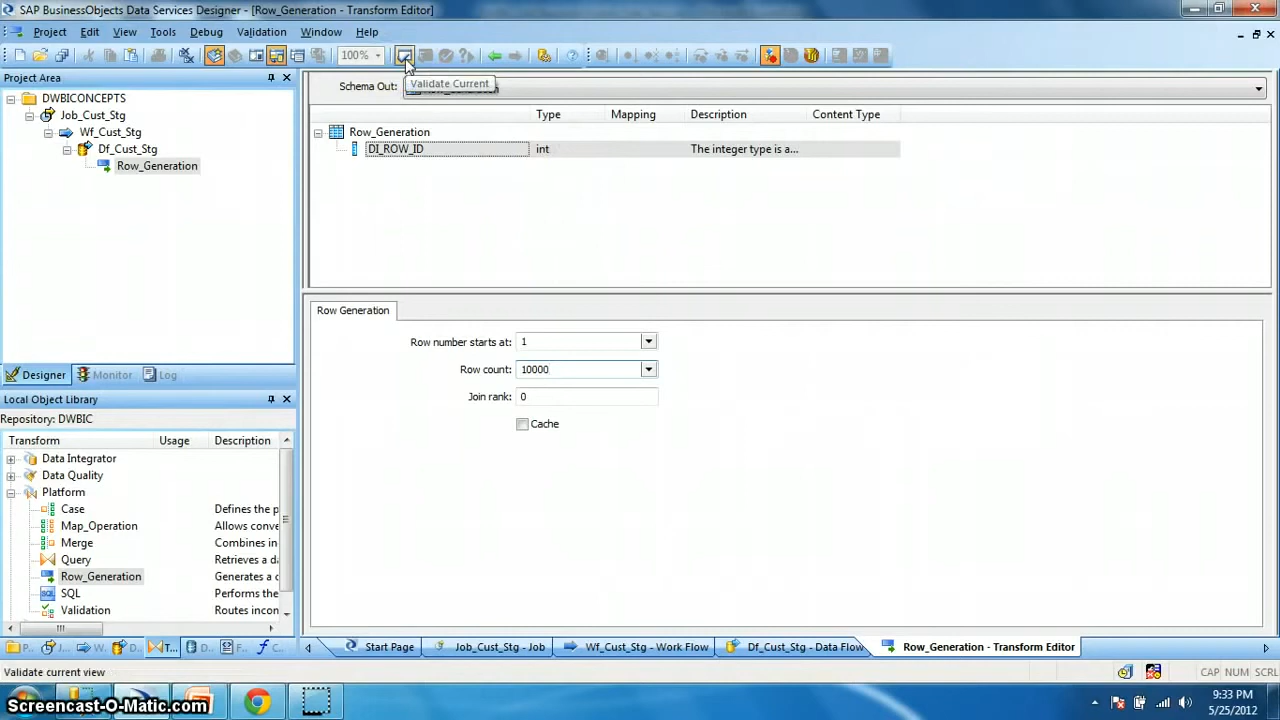 SAP BusinessObjects Data Services Designer - [Row_Generation - Transform Editor]
Project Edit View Tools Debug Validation Window Help
100%
Validate Current
Project Area
DWBICONCEPTS
Job_Cust_Stg
Wf_Cust_Stg
Df_Cust_Stg
Row_Generation
Designer Monitor Log
Schema Out:
Type Mapping Description Content Type
Row_Generation
DI_ROW_ID int The integer type is a...
Row Generation
Row number starts at: 1
Row count: 10000
Join rank: 0
Cache
Local Object Library
Repository: DWBIC
Transform Usage Description
Data Integrator
Data Quality
Platform
Case Defines the p
Map_Operation Allows conve
Merge Combines in
Query Retrieves a da
Row_Generation Generates a c
SQL Performs the
Validation Routes incon
P... J... W... D... T... D... F... C...
Start Page Job_Cust_Stg - Job Wf_Cust_Stg - Work Flow Df_Cust_Stg - Data Flow Row_Generation - Transform Editor
Validate current view
CAP NUM SCRL
Screencast-O-Matic.com
9:33 PM
5/25/2012